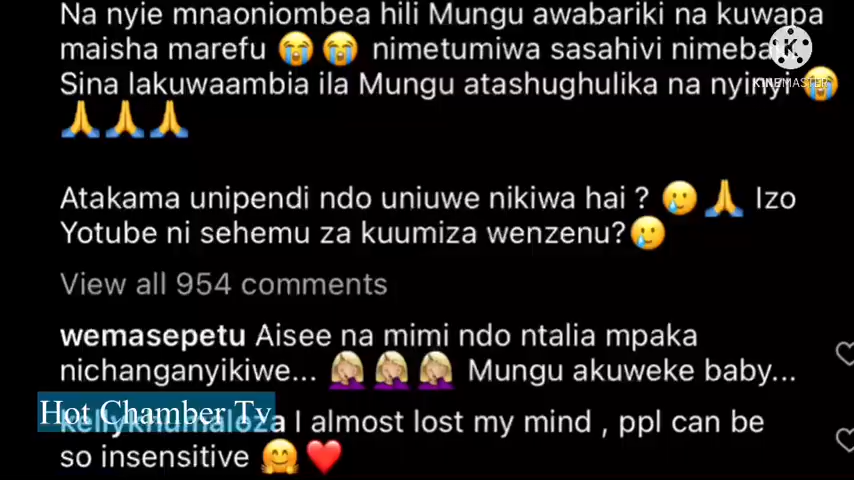 Na nyie mnaoniombea hili Mungu awabariki na kuwapa
maisha marefu 😭😭 nimetumiwa sasahivi
Sina lakuwaambia ila Mungu atashughulika na nyinyi 😭
🙏🙏🙏
KINEMASTER
Atakama unipendi ndo uniuwe nikiwa hai ? 🥲🙏 Izo
Yotube ni sehemu za kuumiza wenzenu?🥲
View all 954 comments
wemasepetu Aisee na mimi ndo ntalia mpaka
nichanganyikiwe... 🤦🏼‍♀️🤦🏼‍♀️🤦🏼‍♀️ Mungu akuweke baby...
Hot Chamber Tv
I almost lost my mind , ppl can be
so insensitive 🤗❤️